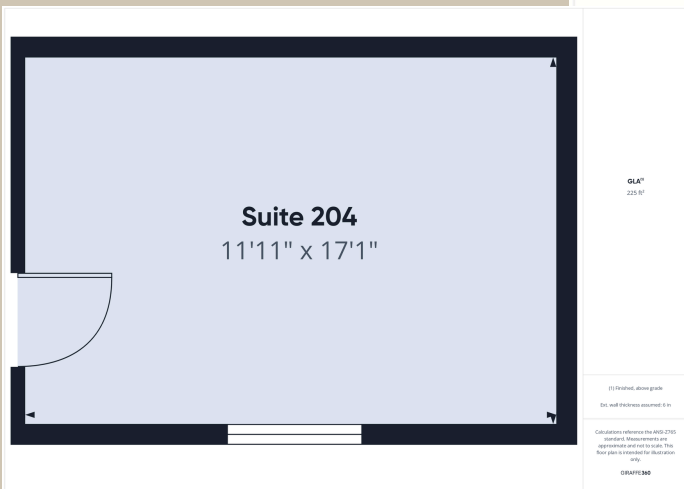 Suite 204
11'11" x 17'1"
GLA⁽¹⁾
225 ft²
(1) Finished, above grade
Ext. wall thickness assumed: 6 in
Calculations reference the ANSI-Z765
standard. Measurements are
approximate and not to scale. This
floor plan is intended for illustration
only.
GIRAFFE360